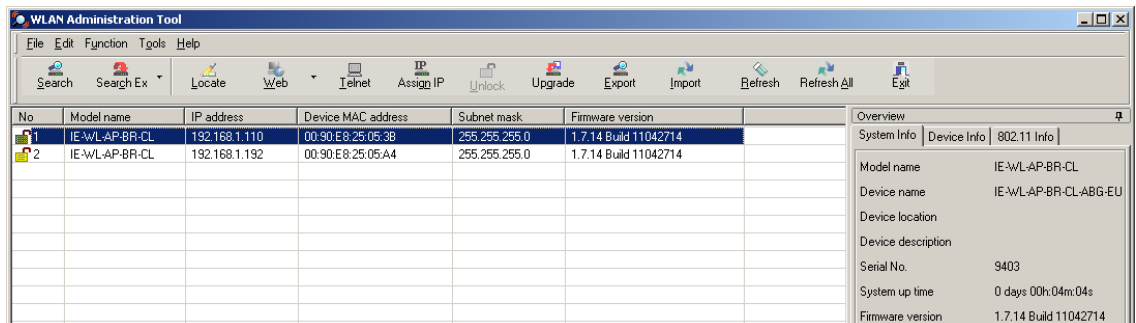 WLAN Administration Tool
File Edit Function Tools Help
Search Search Ex Locate Web Telnet Assign IP Unlock Upgrade Export Import Refresh Refresh All Exit
No Model name IP address Device MAC address Subnet mask Firmware version
1 IE-WL-AP-BR-CL 192.168.1.110 00:90:E8:25:05:3B 255.255.255.0 1.7.14 Build 11042714
2 IE-WL-AP-BR-CL 192.168.1.192 00:90:E8:25:05:A4 255.255.255.0 1.7.14 Build 11042714
Overview
System Info Device Info 802.11 Info
Model name IE-WL-AP-BR-CL
Device name IE-WL-AP-BR-CL-ABG-EU
Device location
Device description
Serial No. 9403
System up time 0 days 00h:04m:04s
Firmware version 1.7.14 Build 11042714